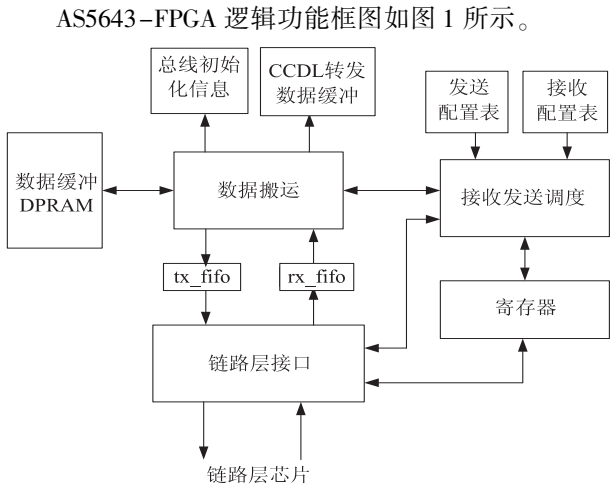 AS5643-FPGA 逻辑功能框图如图 1 所示。
总线初始
化信息
CCDL转发
数据缓冲
发送
配置表
接收
配置表
数据缓冲
DPRAM
数据搬运
接收发送调度
tx_fifo
rx_fifo
寄存器
链路层接口
链路层芯片